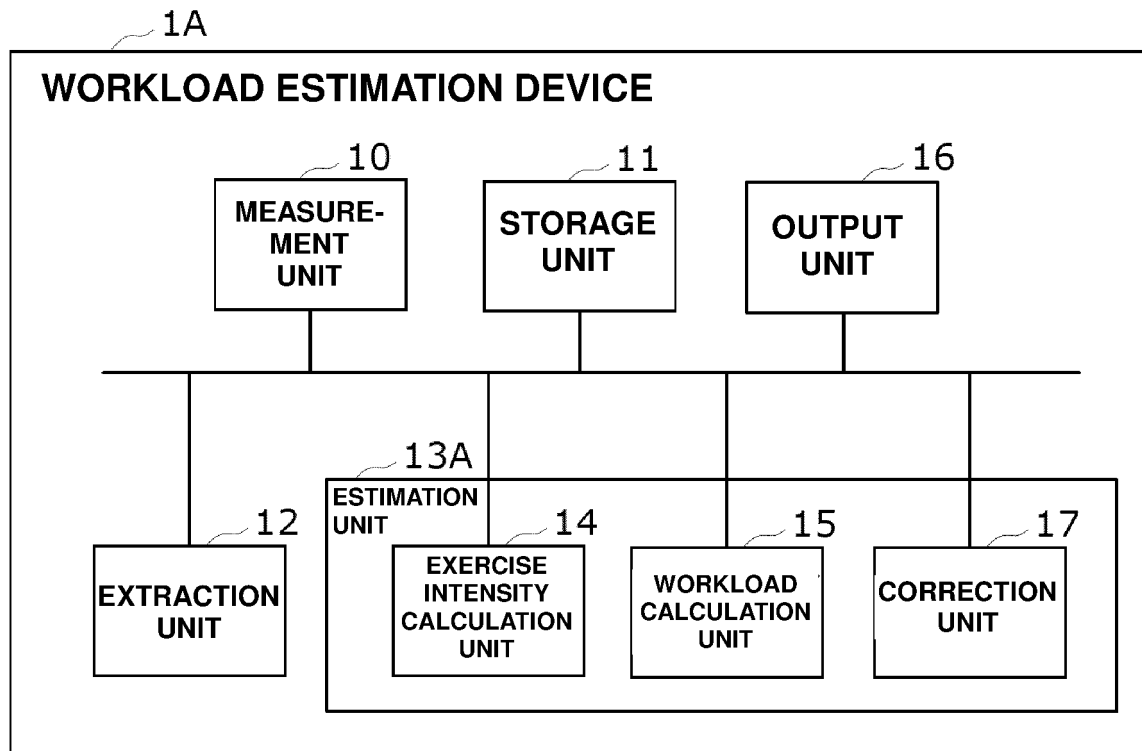 1A
WORKLOAD ESTIMATION DEVICE
10
MEASURE-
MENT
UNIT
11
STORAGE
UNIT
16
OUTPUT
UNIT
13A
ESTIMATION
UNIT
12
EXTRACTION
UNIT
14
EXERCISE
INTENSITY
CALCULATION
UNIT
15
WORKLOAD
CALCULATION
UNIT
17
CORRECTION
UNIT